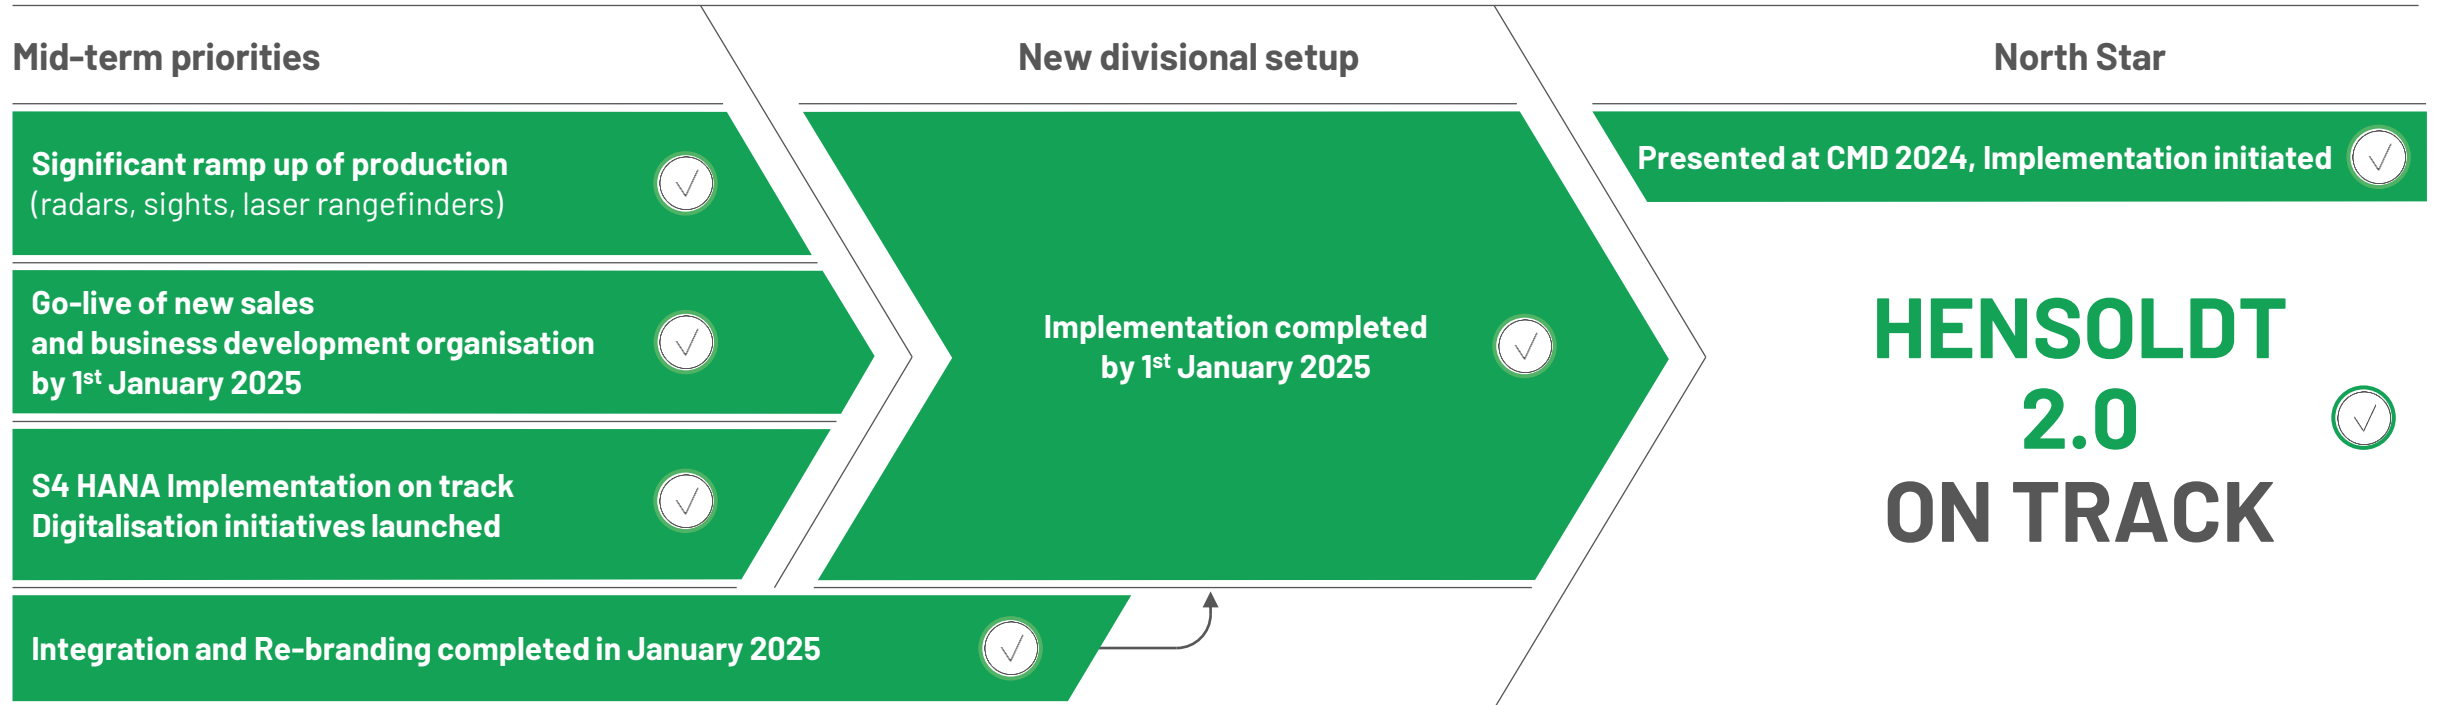 Mid-term priorities
New divisional setup
North Star
Significant ramp up of production
(radars, sights, laser rangefinders)
Go-live of new sales
and business development organisation
by 1st January 2025
S4 HANA Implementation on track
Digitalisation initiatives launched
Integration and Re-branding completed in January 2025
Implementation completed
by 1st January 2025
Presented at CMD 2024, Implementation initiated
HENSOLDT
2.0
ON TRACK